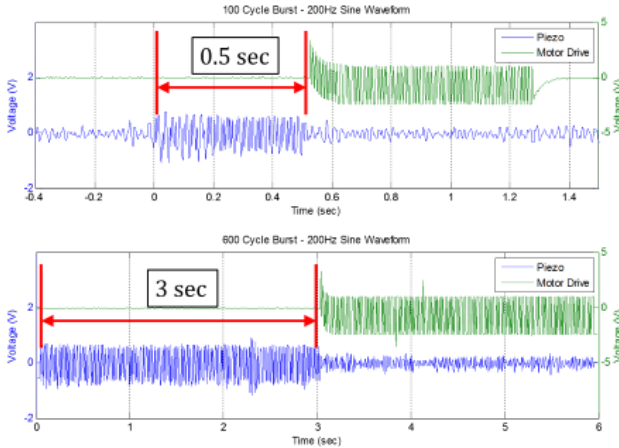 100 Cycle Burst - 200Hz Sine Waveform
Piezo
Motor Drive
0.5 sec
Voltage (V)
2
0
-2
5
0
-5
Voltage (V)
-0.4 -0.2 0 0.2 0.4 0.6 0.8 1 1.2 1.4
Time (sec)
600 Cycle Burst - 200Hz Sine Waveform
Piezo
Motor Drive
3 sec
Voltage (V)
2
0
-2
5
0
-5
Voltage (V)
0 1 2 3 4 5 6
Time (sec)